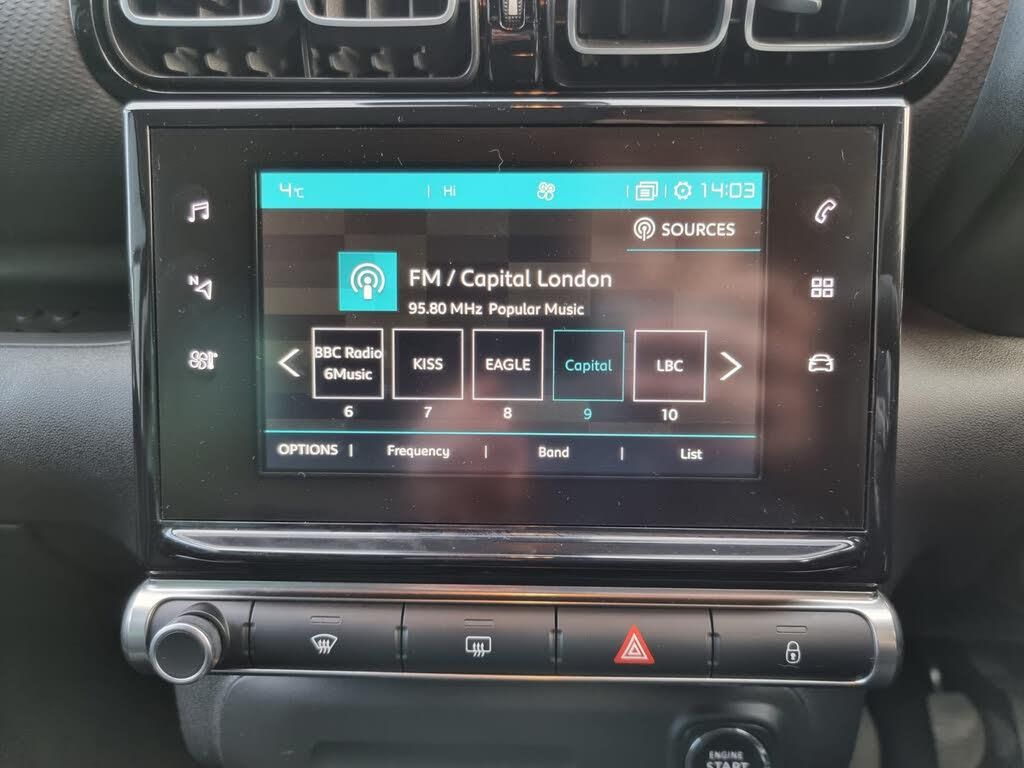 4°C | Hi | | 14:03
SOURCES
FM / Capital London
95.80 MHz Popular Music
BBC Radio
6Music
KISS
EAGLE
Capital
LBC
6 7 8 9 10
OPTIONS | Frequency | Band | List
N
ENGINE
START